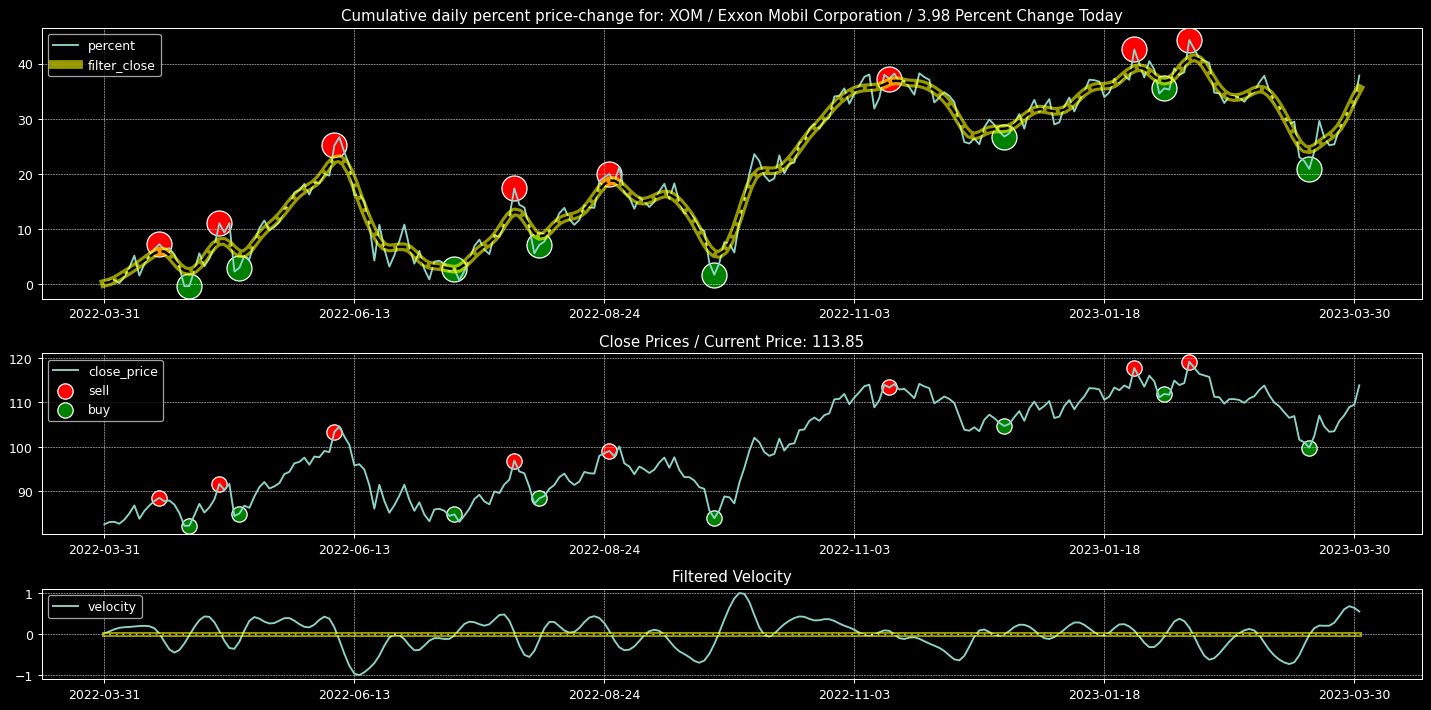 Cumulative daily percent price-change for: XOM / Exxon Mobil Corporation / 3.98 Percent Change Today
percent
filter_close
40
30
20
10
0
2022-03-31 2022-06-13 2022-08-24 2022-11-03 2023-01-18 2023-03-30
Close Prices / Current Price: 113.85
close_price
sell
buy
120
110
100
90
2022-03-31 2022-06-13 2022-08-24 2022-11-03 2023-01-18 2023-03-30
Filtered Velocity
velocity
1
0
−1
2022-03-31 2022-06-13 2022-08-24 2022-11-03 2023-01-18 2023-03-30